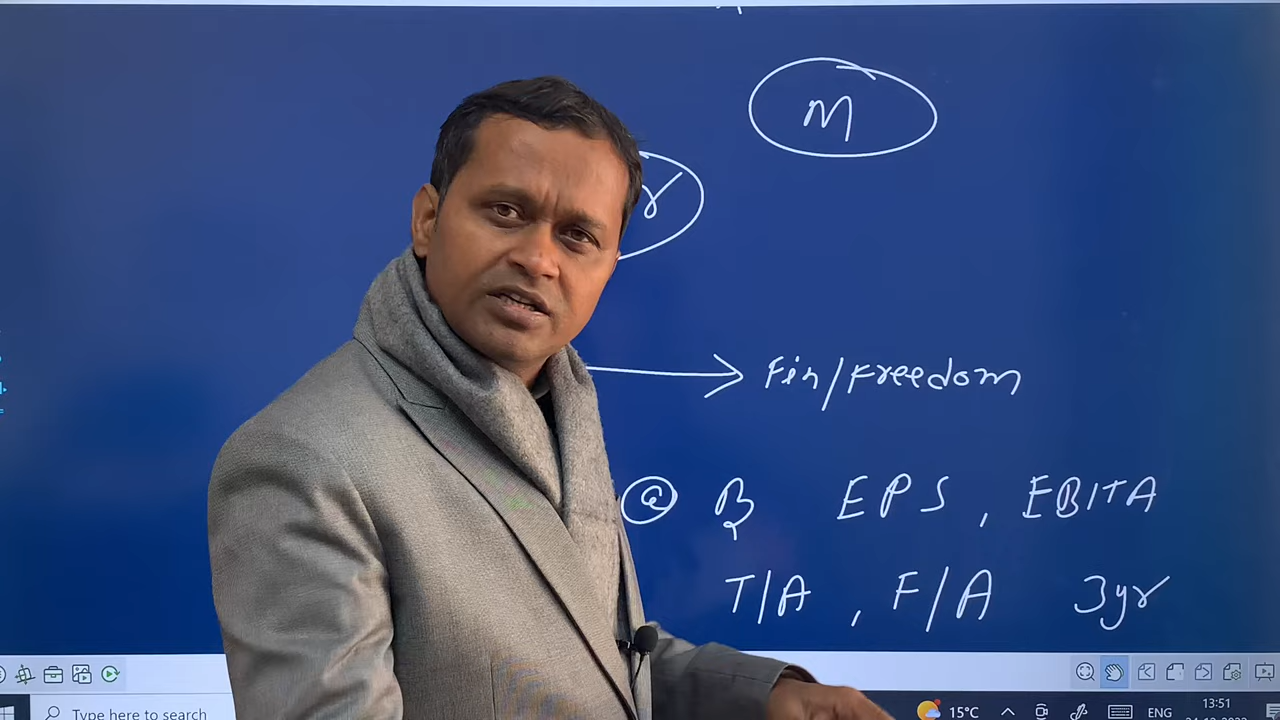 M
r
Fin/Freedom
@ B EPS, EBITA
T/A, F/A 3yr
Type here to search
15°C ENG 13:51